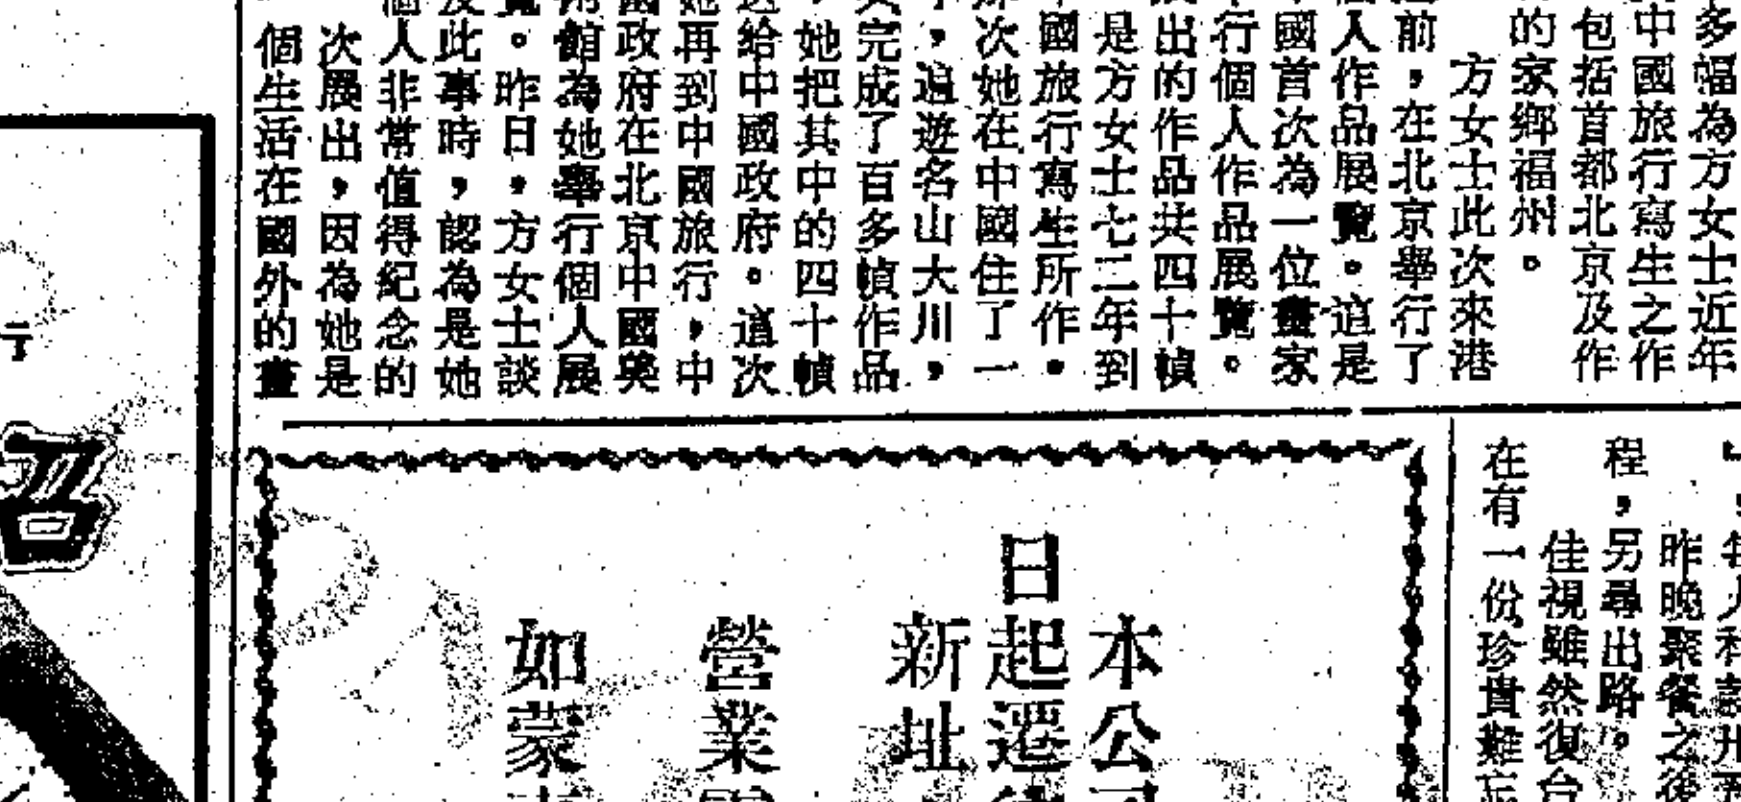 多幅為方女士近年
中國旅行寫生之作
包括首都北京及作
的家鄉福州。
方女士此次來港
前，在北京舉行了
個人作品展覽。這是
國首次為一位畫家
行個人作品展覽。
出的作品共四十幀
是方女士七二年到
國旅行寫生所作。
次她在中國住了一
，遍遊名山大川，
完成了百多幀作品
，她把其中的四十幀
送給中國政府。這次
她再到中國旅行，中
國政府在北京中國美
術館為她舉行個人展
覽。昨日，方女士談
及此事時，認為是她
個人非常值得紀念的
次展出，因為她是
個生活在國外的畫
昨晚聚餐之後
程，另尋出路。
佳視雖然復台
在有一份珍貴難忘
本公司
日起遷
新址
營業
如蒙